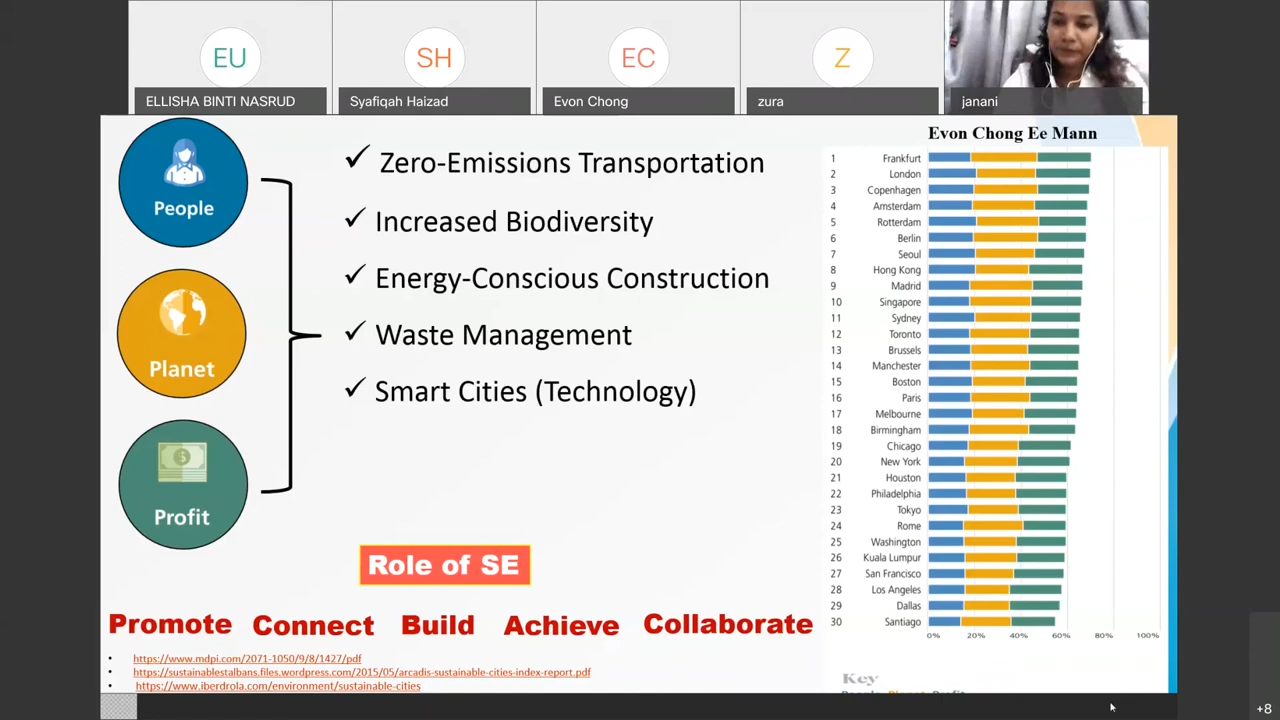 EU
SH
EC
Z
ELLISHA BINTI NASRUD
Syafiqah Haizad
Evon Chong
zura
janani
People
Planet
Profit
✓ Zero-Emissions Transportation
✓ Increased Biodiversity
✓ Energy-Conscious Construction
✓ Waste Management
✓ Smart Cities (Technology)
Role of SE
Promote Connect Build Achieve Collaborate
• https://www.mdpi.com/2071-1050/9/8/1427/pdf
• https://sustainablestalbans.files.wordpress.com/2015/05/arcadis-sustainable-cities-index-report.pdf
• https://www.iberdrola.com/environment/sustainable-cities
Evon Chong Ee Mann
1 Frankfurt
2 London
3 Copenhagen
4 Amsterdam
5 Rotterdam
6 Berlin
7 Seoul
8 Hong Kong
9 Madrid
10 Singapore
11 Sydney
12 Toronto
13 Brussels
14 Manchester
15 Boston
16 Paris
17 Melbourne
18 Birmingham
19 Chicago
20 New York
21 Houston
22 Philadelphia
23 Tokyo
24 Rome
25 Washington
26 Kuala Lumpur
27 San Francisco
28 Los Angeles
29 Dallas
30 Santiago
0% 20% 40% 60% 80% 100%
Key
People Planet Profit
+8